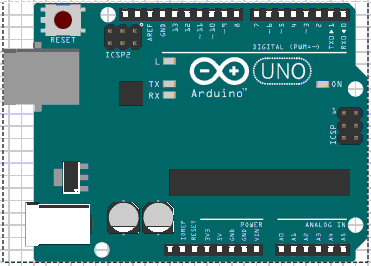 RESET
ICSP2
AREF
GND
13
12
~11
~10
~9
8
7
~6
~5
4
~3
2
TX▶1
RX◀0
DIGITAL (PWM=~)
L
TX
RX
UNO
ON
Arduino™
ICSP
IOREF
RESET
3V3
5V
GND
GND
VIN
POWER
A0
A1
A2
A3
A4
A5
ANALOG IN